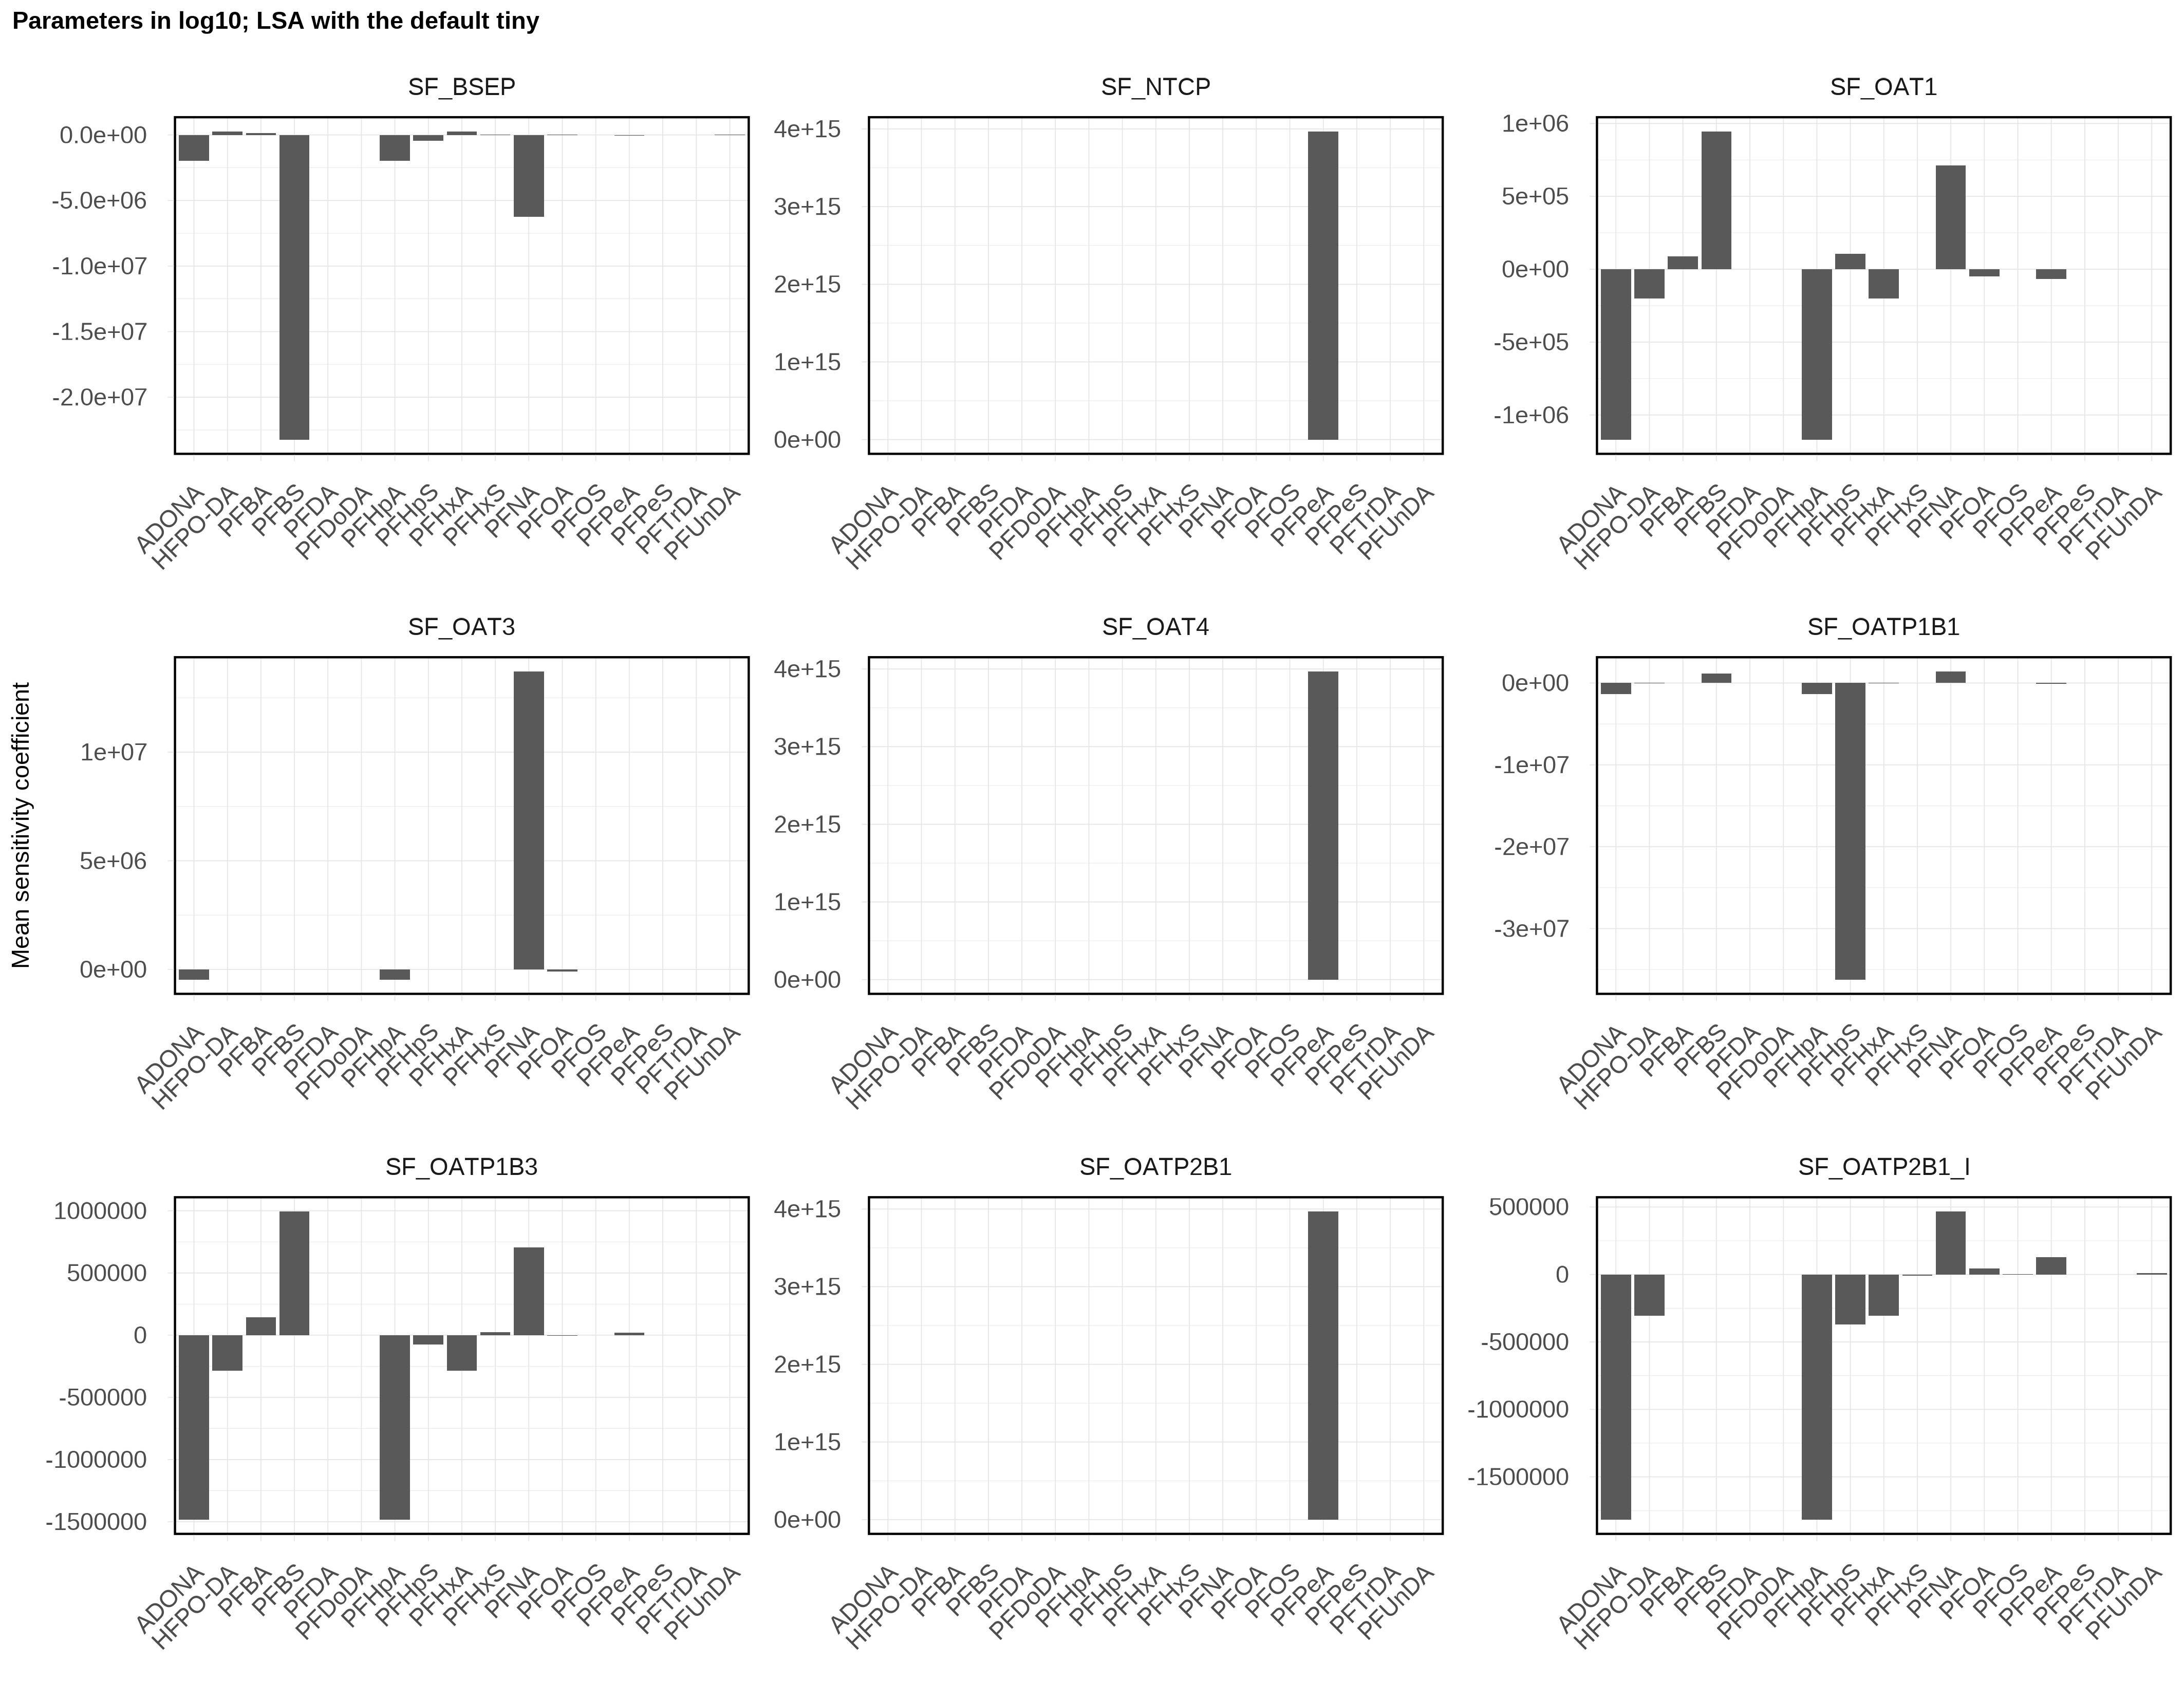 Parameters in log10; LSA with the default tiny
Mean sensitivity coefficient
SF_BSEP
0.0e+00
-5.0e+06
-1.0e+07
-1.5e+07
-2.0e+07
ADONA
HFPO-DA
PFBA
PFBS
PFDA
PFDoDA
PFHpA
PFHpS
PFHxA
PFHxS
PFNA
PFOA
PFOS
PFPeA
PFPeS
PFTrDA
PFUnDA
SF_NTCP
4e+15
3e+15
2e+15
1e+15
0e+00
ADONA
HFPO-DA
PFBA
PFBS
PFDA
PFDoDA
PFHpA
PFHpS
PFHxA
PFHxS
PFNA
PFOA
PFOS
PFPeA
PFPeS
PFTrDA
PFUnDA
SF_OAT1
1e+06
5e+05
0e+00
-5e+05
-1e+06
ADONA
HFPO-DA
PFBA
PFBS
PFDA
PFDoDA
PFHpA
PFHpS
PFHxA
PFHxS
PFNA
PFOA
PFOS
PFPeA
PFPeS
PFTrDA
PFUnDA
SF_OAT3
1e+07
5e+06
0e+00
ADONA
HFPO-DA
PFBA
PFBS
PFDA
PFDoDA
PFHpA
PFHpS
PFHxA
PFHxS
PFNA
PFOA
PFOS
PFPeA
PFPeS
PFTrDA
PFUnDA
SF_OAT4
4e+15
3e+15
2e+15
1e+15
0e+00
ADONA
HFPO-DA
PFBA
PFBS
PFDA
PFDoDA
PFHpA
PFHpS
PFHxA
PFHxS
PFNA
PFOA
PFOS
PFPeA
PFPeS
PFTrDA
PFUnDA
SF_OATP1B1
0e+00
-1e+07
-2e+07
-3e+07
ADONA
HFPO-DA
PFBA
PFBS
PFDA
PFDoDA
PFHpA
PFHpS
PFHxA
PFHxS
PFNA
PFOA
PFOS
PFPeA
PFPeS
PFTrDA
PFUnDA
SF_OATP1B3
1000000
500000
0
-500000
-1000000
-1500000
ADONA
HFPO-DA
PFBA
PFBS
PFDA
PFDoDA
PFHpA
PFHpS
PFHxA
PFHxS
PFNA
PFOA
PFOS
PFPeA
PFPeS
PFTrDA
PFUnDA
SF_OATP2B1
4e+15
3e+15
2e+15
1e+15
0e+00
ADONA
HFPO-DA
PFBA
PFBS
PFDA
PFDoDA
PFHpA
PFHpS
PFHxA
PFHxS
PFNA
PFOA
PFOS
PFPeA
PFPeS
PFTrDA
PFUnDA
SF_OATP2B1_I
500000
0
-500000
-1000000
-1500000
ADONA
HFPO-DA
PFBA
PFBS
PFDA
PFDoDA
PFHpA
PFHpS
PFHxA
PFHxS
PFNA
PFOA
PFOS
PFPeA
PFPeS
PFTrDA
PFUnDA